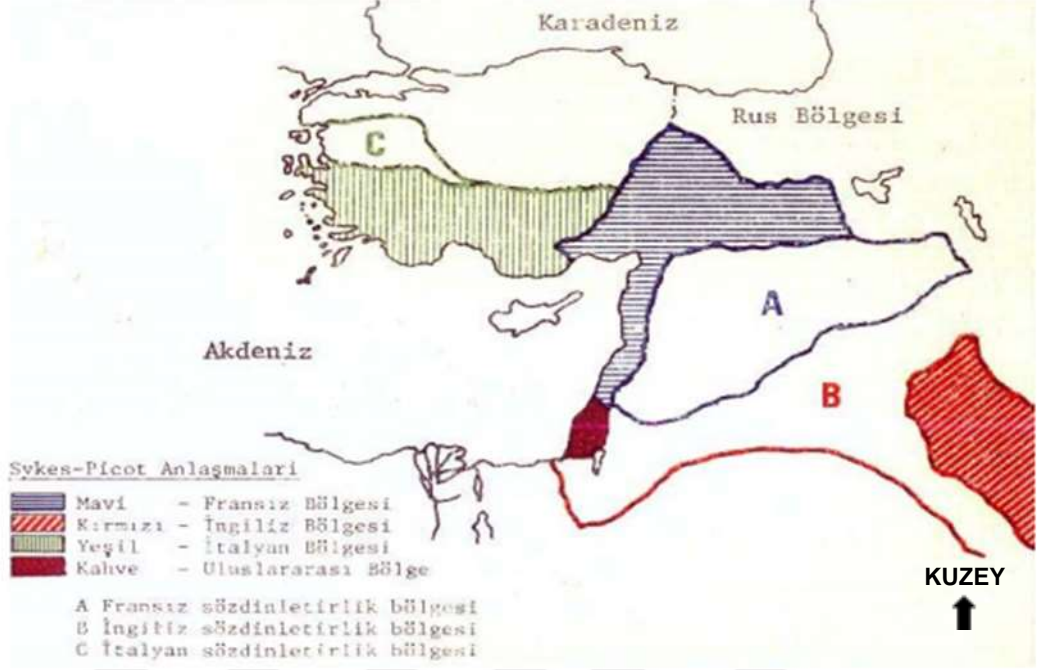 Karadeniz
Rus Bölgesi
C
A
Akdeniz
B
Sykes-Picot Anlaşmaları
Mavi - Fransız Bölgesi
Kırmızı - İngiliz Bölgesi
Yeşil - İtalyan Bölgesi
Kahve - Uluslararası Bölge
A Fransız sözdinletirlik bölgesi
B İngiliz sözdinletirlik bölgesi
C İtalyan sözdinletirlik bölgesi
KUZEY